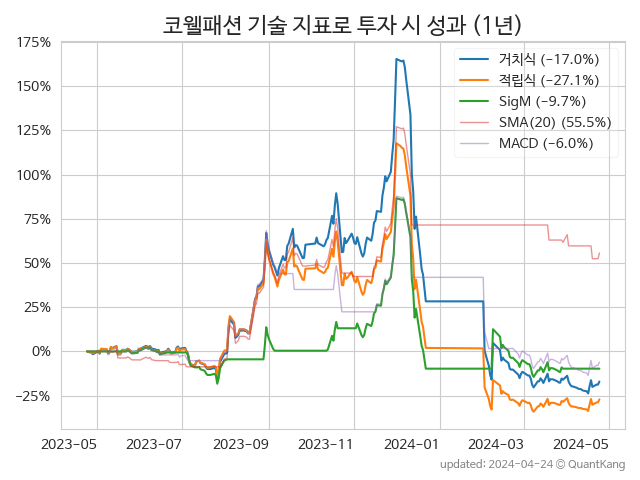 코웰패션 기술 지표로 투자 시 성과 (1년)
175%
150%
125%
100%
75%
50%
25%
0%
−25%
거치식 (−17.0%)
적립식 (−27.1%)
SigM (−9.7%)
SMA(20) (55.5%)
MACD (−6.0%)
2023−05 2023−07 2023−09 2023−11 2024−01 2024−03 2024−05
updated: 2024-04-24 © QuantKang